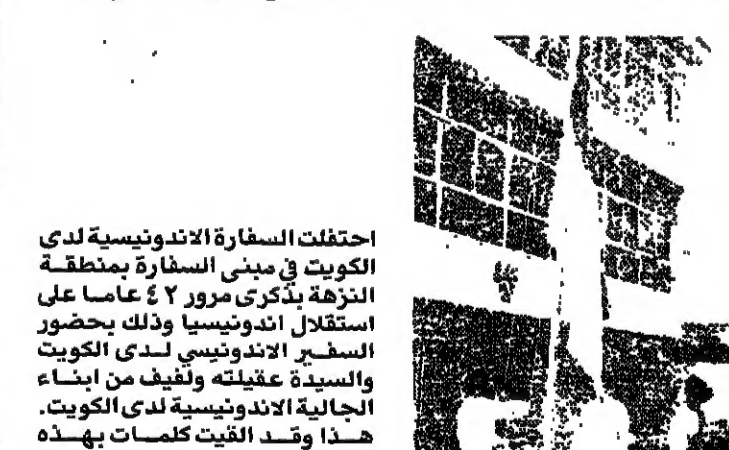 احتفلت السفارة الاندونيسية لدى
الكويت في مبنى السفارة بمنطقة
النزهة بذكرى مرور ٤٢ عاما على
استقلال اندونيسيا وذلك بحضور
السفير الاندونيسي لدى الكويت
والسيدة عقيلته ولفيف من ابناء
الجالية الاندونيسية لدى الكويت.
هذا وقد القيت كلمات بهذه